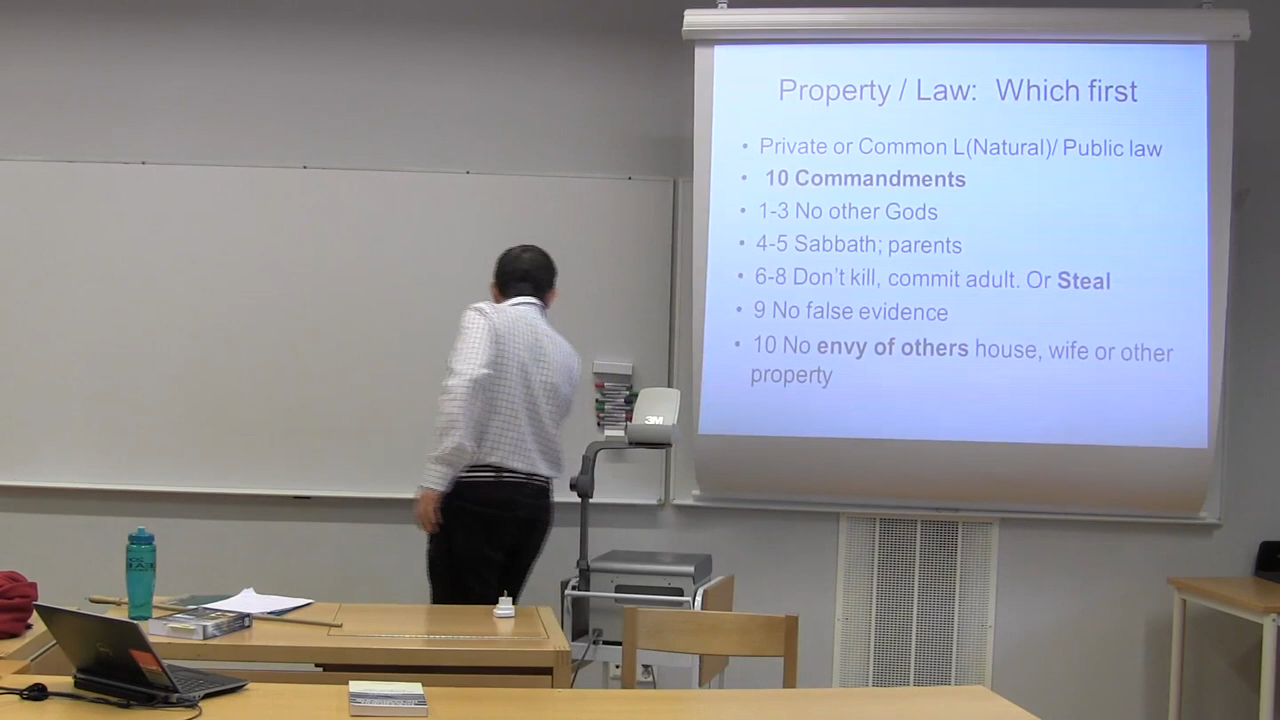 Property / Law: Which first
• Private or Common L(Natural)/ Public law
• 10 Commandments
• 1-3 No other Gods
• 4-5 Sabbath; parents
• 6-8 Don't kill, commit adult. Or Steal
• 9 No false evidence
• 10 No envy of others house, wife or other
property
3M